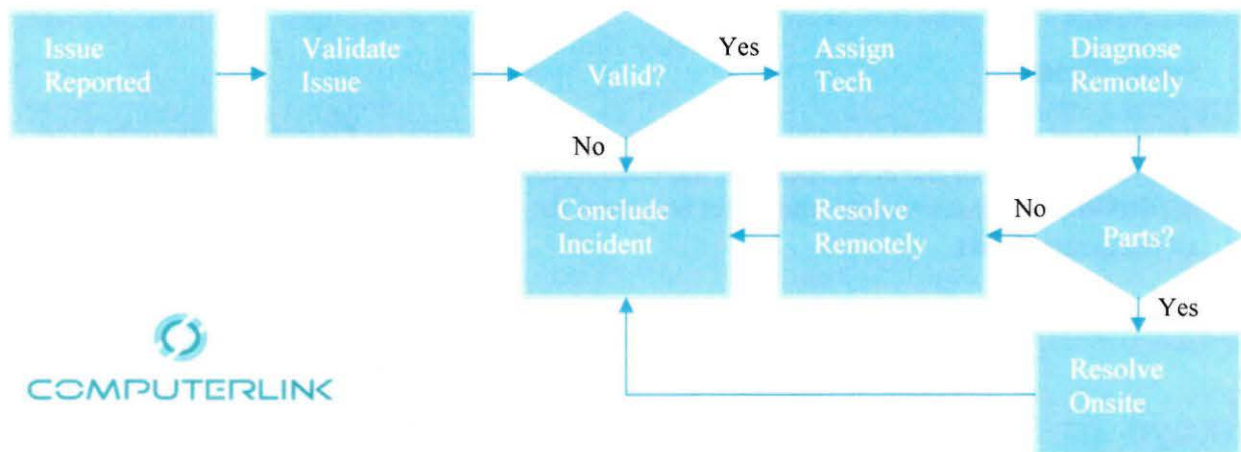 Issue
Reported
Validate
Issue
Valid?
Yes
No
Assign
Tech
Diagnose
Remotely
Parts?
No
Yes
Resolve
Remotely
Conclude
Incident
Resolve
Onsite
COMPUTERLINK